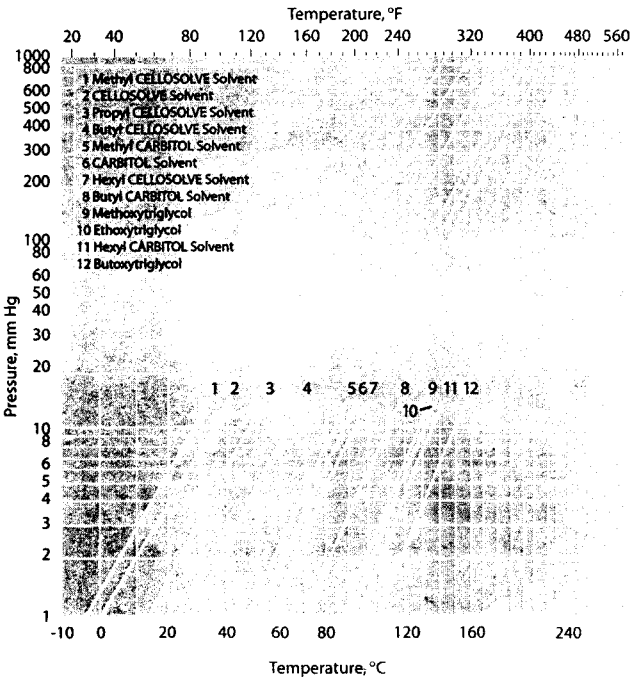 Temperature, °F
20 40 80 120 160 200 240 320 400 480 560
1000
800
600
500
400
300
200
100
80
60
50
40
30
20
10
8
6
5
4
3
2
1
Pressure, mm Hg
1 Methyl CELLOSOLVE Solvent
2 CELLOSOLVE Solvent
3 Propyl CELLOSOLVE Solvent
4 Butyl CELLOSOLVE Solvent
5 Methyl CARBITOL Solvent
6 CARBITOL Solvent
7 Hexyl CELLOSOLVE Solvent
8 Butyl CARBITOL Solvent
9 Methoxytriglycol
10 Ethoxytriglycol
11 Hexyl CARBITOL Solvent
12 Butoxytriglycol
1 2 3 4 5 6 7 8 9 11 12
10
-10 0 20 40 60 80 120 160 240
Temperature, °C